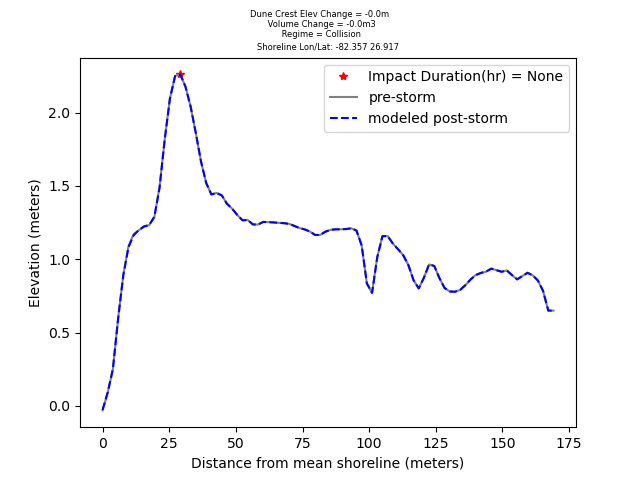 Dune Crest Elev Change = -0.0m
Volume Change = -0.0m3
Regime = Collision
Shoreline Lon/Lat: -82.357 26.917
Impact Duration(hr) = None
pre-storm
modeled post-storm
Elevation (meters)
2.0
1.5
1.0
0.5
0.0
0 25 50 75 100 125 150 175
Distance from mean shoreline (meters)